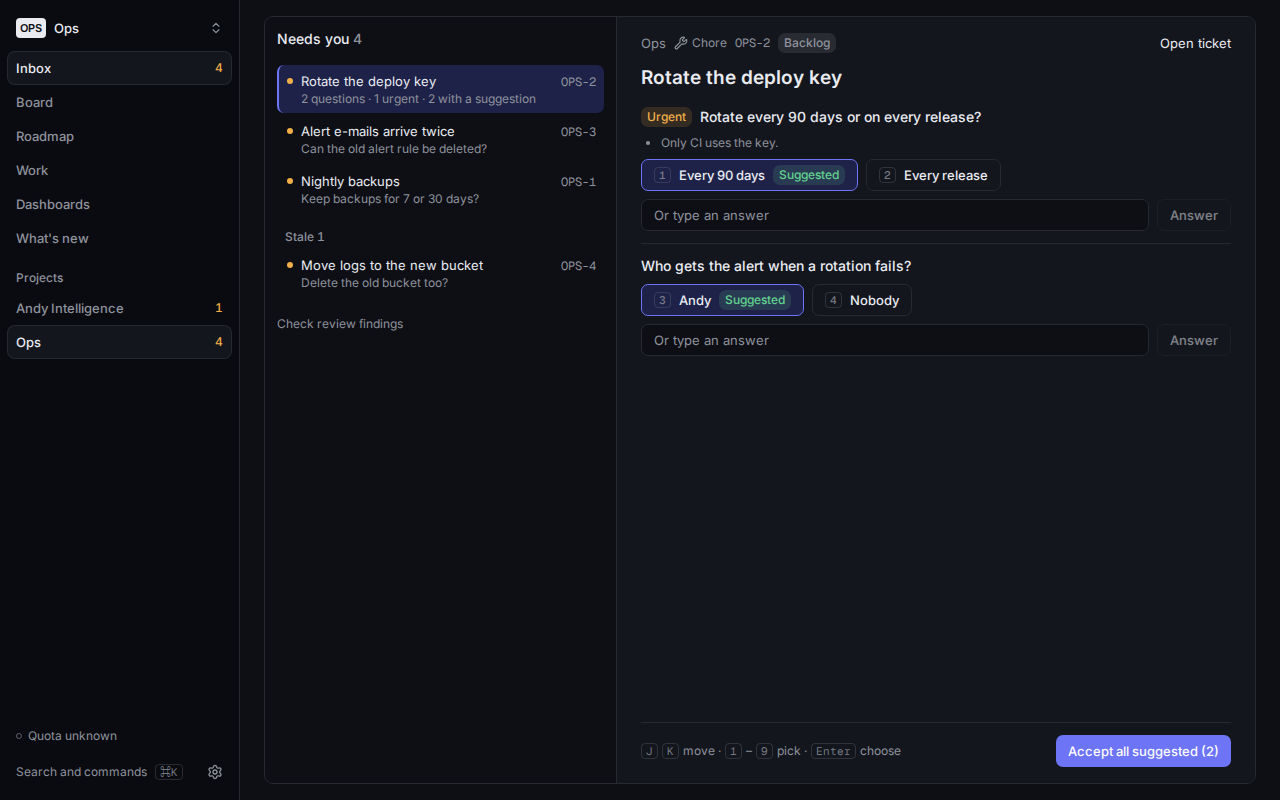 OPS Ops
Inbox 4
Board
Roadmap
Work
Dashboards
What's new
Projects
Andy Intelligence 1
Ops 4
Quota unknown
Search and commands ⌘K
Needs you 4
Rotate the deploy key OPS-2
2 questions · 1 urgent · 2 with a suggestion
Alert e-mails arrive twice OPS-3
Can the old alert rule be deleted?
Nightly backups OPS-1
Keep backups for 7 or 30 days?
Stale 1
Move logs to the new bucket OPS-4
Delete the old bucket too?
Check review findings
Ops Chore OPS-2 Backlog Open ticket
Rotate the deploy key
Urgent Rotate every 90 days or on every release?
• Only CI uses the key.
1 Every 90 days Suggested 2 Every release
Or type an answer Answer
Who gets the alert when a rotation fails?
3 Andy Suggested 4 Nobody
Or type an answer Answer
J K move · 1 – 9 pick · Enter choose Accept all suggested (2)